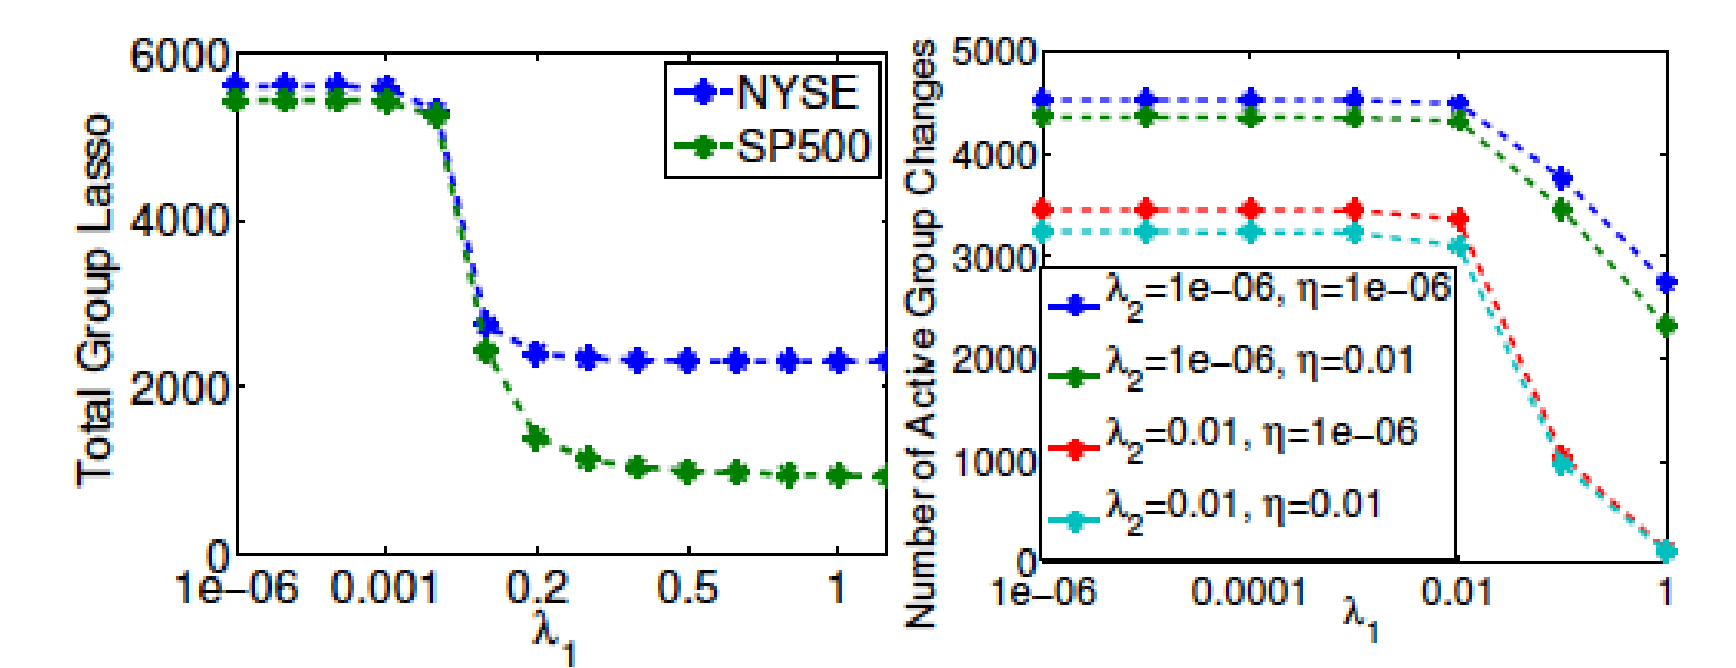 Total Group Lasso
6000
4000
2000
0
1e−06 0.001 0.2 0.5 1
λ1
NYSE
SP500
Number of Active Group Changes
5000
4000
3000
2000
1000
0
1e−06 0.0001 0.01 1
λ1
λ2=1e−06, η=1e−06
λ2=1e−06, η=0.01
λ2=0.01, η=1e−06
λ2=0.01, η=0.01